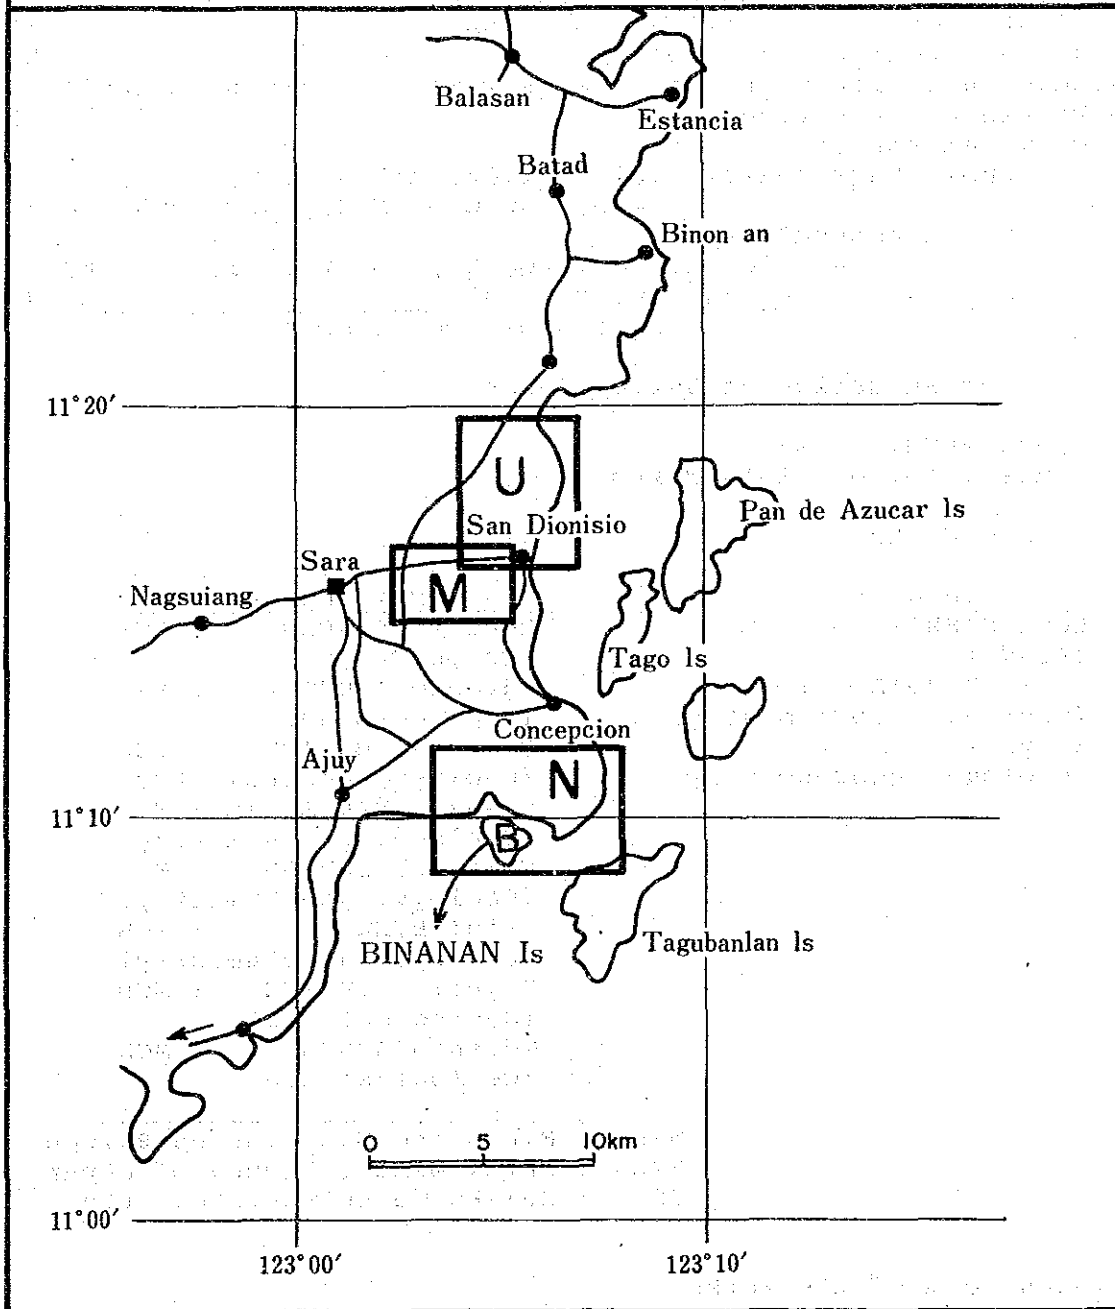 Balasan
Estancia
Batad
Binon an
11°20′
U
Pan de Azucar Is
San Dionisio
Sara
M
Nagsuiang
Tago Is
Concepcion
Ajuy
N
11°10′
B
Tagubanlan Is
BINANAN Is
0 5 10km
11°00′
123°00′ 123°10′